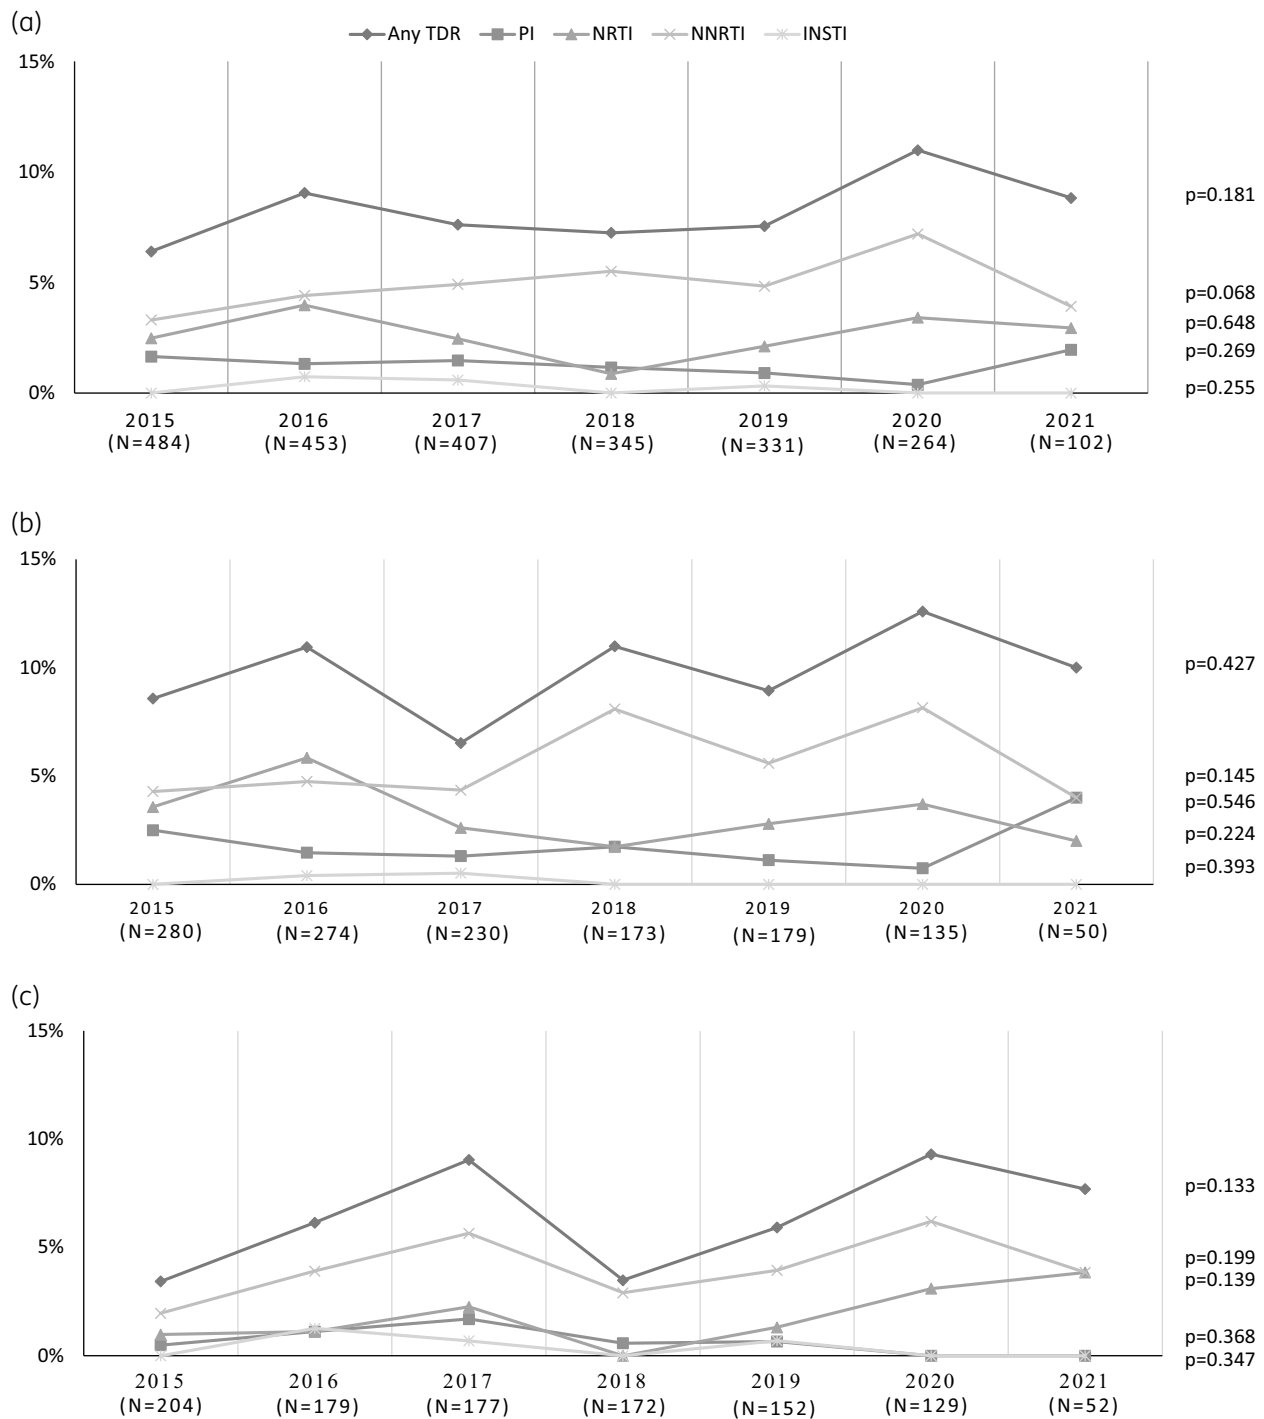 (a)
Any TDR PI NRTI NNRTI INSTI
15%
10%
5%
0%
p=0.181
p=0.068
p=0.648
p=0.269
p=0.255
2015 2016 2017 2018 2019 2020 2021
(N=484) (N=453) (N=407) (N=345) (N=331) (N=264) (N=102)
(b)
15%
10%
5%
0%
p=0.427
p=0.145
p=0.546
p=0.224
p=0.393
2015 2016 2017 2018 2019 2020 2021
(N=280) (N=274) (N=230) (N=173) (N=179) (N=135) (N=50)
(c)
15%
10%
5%
0%
p=0.133
p=0.199
p=0.139
p=0.368
p=0.347
2015 2016 2017 2018 2019 2020 2021
(N=204) (N=179) (N=177) (N=172) (N=152) (N=129) (N=52)